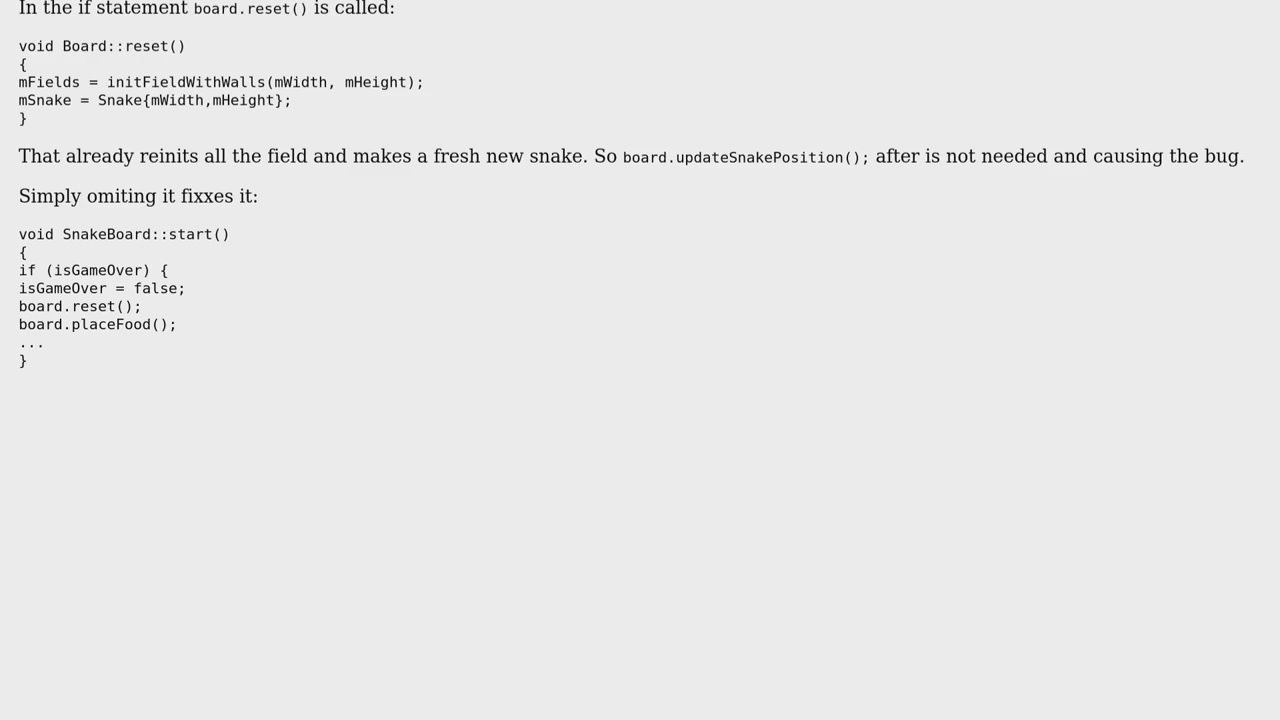 In the if statement board.reset() is called:
void Board::reset()
{
mFields = initFieldWithWalls(mWidth, mHeight);
mSnake = Snake{mWidth,mHeight};
}
That already reinits all the field and makes a fresh new snake. So board.updateSnakePosition(); after is not needed and causing the bug.
Simply omiting it fixxes it:
void SnakeBoard::start()
{
if (isGameOver) {
isGameOver = false;
board.reset();
board.placeFood();
...
}